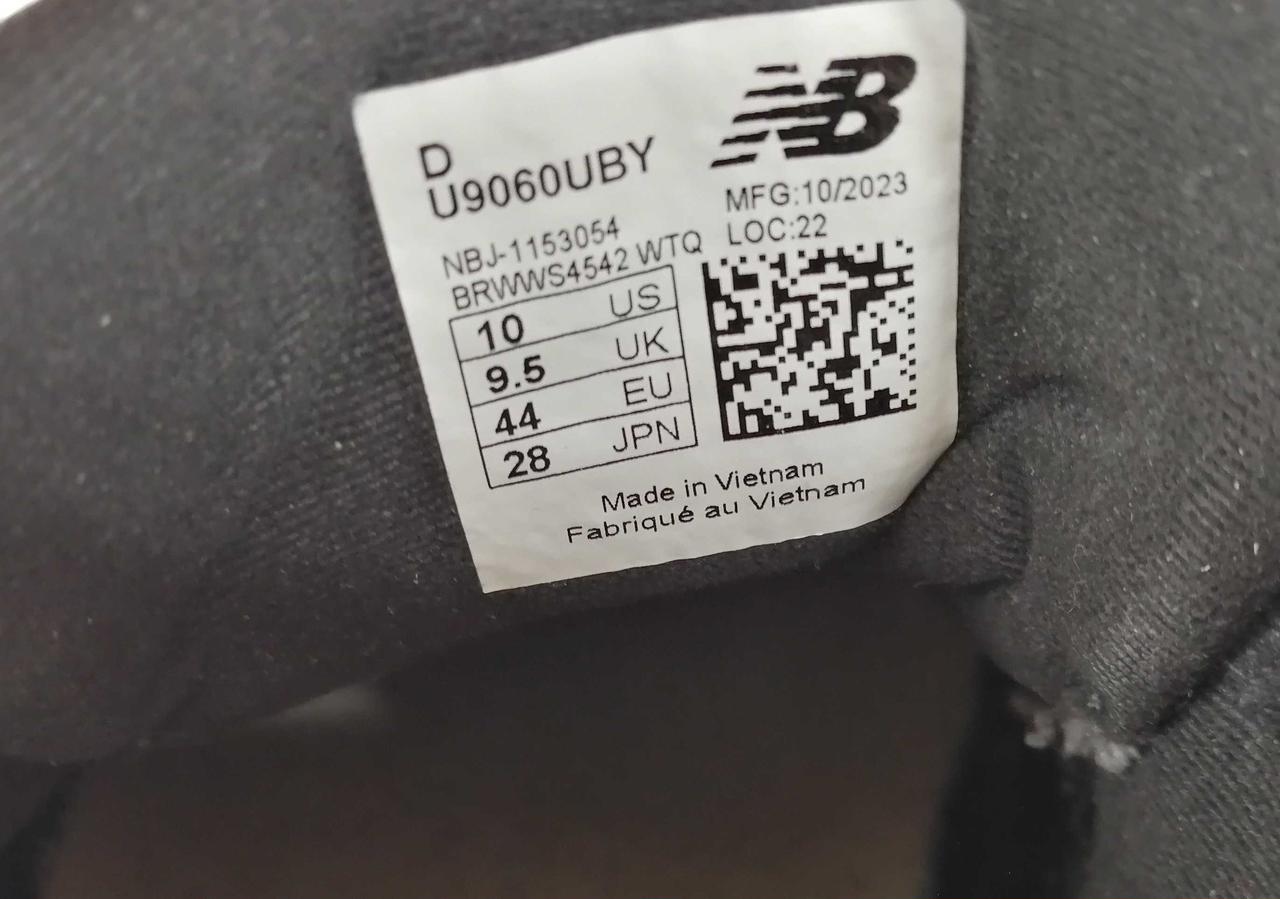 NB
D
U9060UBY
MFG:10/2023
LOC:22
NBJ-1153054
BRWWS4542 WTQ
10 US
9.5 UK
44 EU
28 JPN
Made in Vietnam
Fabriqué au Vietnam